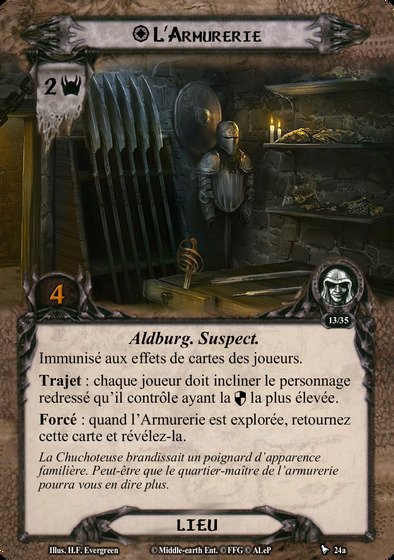 L'Armurerie
2
4
13/35
Aldburg. Suspect.
Immunisé aux effets de cartes des joueurs.
Trajet : chaque joueur doit incliner le personnage
redressé qu'il contrôle ayant la la plus élevée.
Forcé : quand l'Armurerie est explorée, retournez
cette carte et révélez-la.
La Chuchoteuse brandissait un poignard d'apparence
familière. Peut-être que le quartier-maître de l'armurerie
pourra vous en dire plus.
LIEU
Illus. H.F. Evergreen
© Middle-earth Ent. © FFG © ALeP
24a